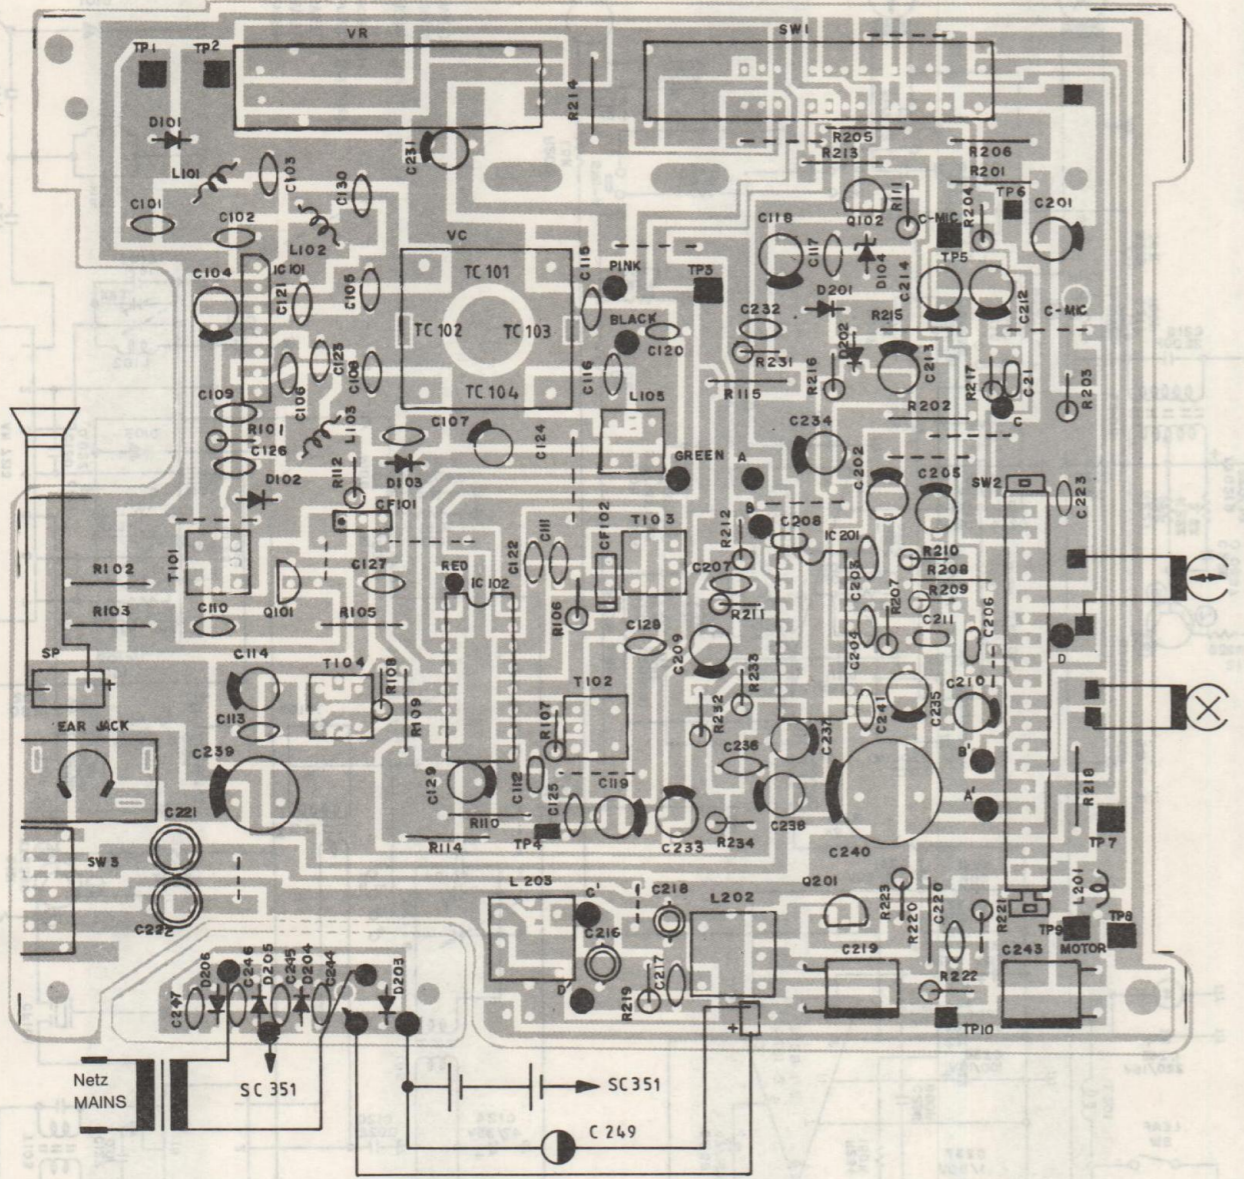 VR
SW1
TP1
TP2
R214
D101
C231
R205
R213
R206
L101
C103
C130
R201
TP6
C101
C102
L102
C118
Q102
R111
C-MIC
R204
C201
VC
C104
IC101
C121
C105
TC101
C115
PINK
TP3
C117
D104
C214
TP5
C212
TC102
TC103
BLACK
D201
C232
R215
C-MIC
C123
C120
D202
C106
C108
TC104
C116
R231
R216
C213
R217
C21
R203
C109
L103
L105
R115
R202
C
R101
C107
C124
C234
C126
R112
D103
GREEN
A
C202
C205
SW2
C223
D102
CF101
B
C208
T101
C122
C111
CF102
T103
R212
IC201
R210
R102
C127
RED
IC102
C207
C203
R208
R209
R103
C110
Q101
R105
R106
R211
R207
C211
C206
C128
C209
C204
D
SP
+
C114
T104
R108
T102
R233
EAR JACK
C113
R109
R107
R232
C241
C235
C210
C239
C129
C112
C125
C119
C236
C237
B'
A'
R218
C221
R110
C238
R114
TP4
C233
R234
C240
TP7
SW3
L203
C'
C218
L202
Q201
R223
R220
C220
R221
L201
C222
C216
TP9
TP8
MOTOR
C247
D206
C246
D205
C245
D204
C244
D203
D'
R219
C217
C219
R222
C243
+
TP10
Netz
MAINS
SC351
SC351
C249